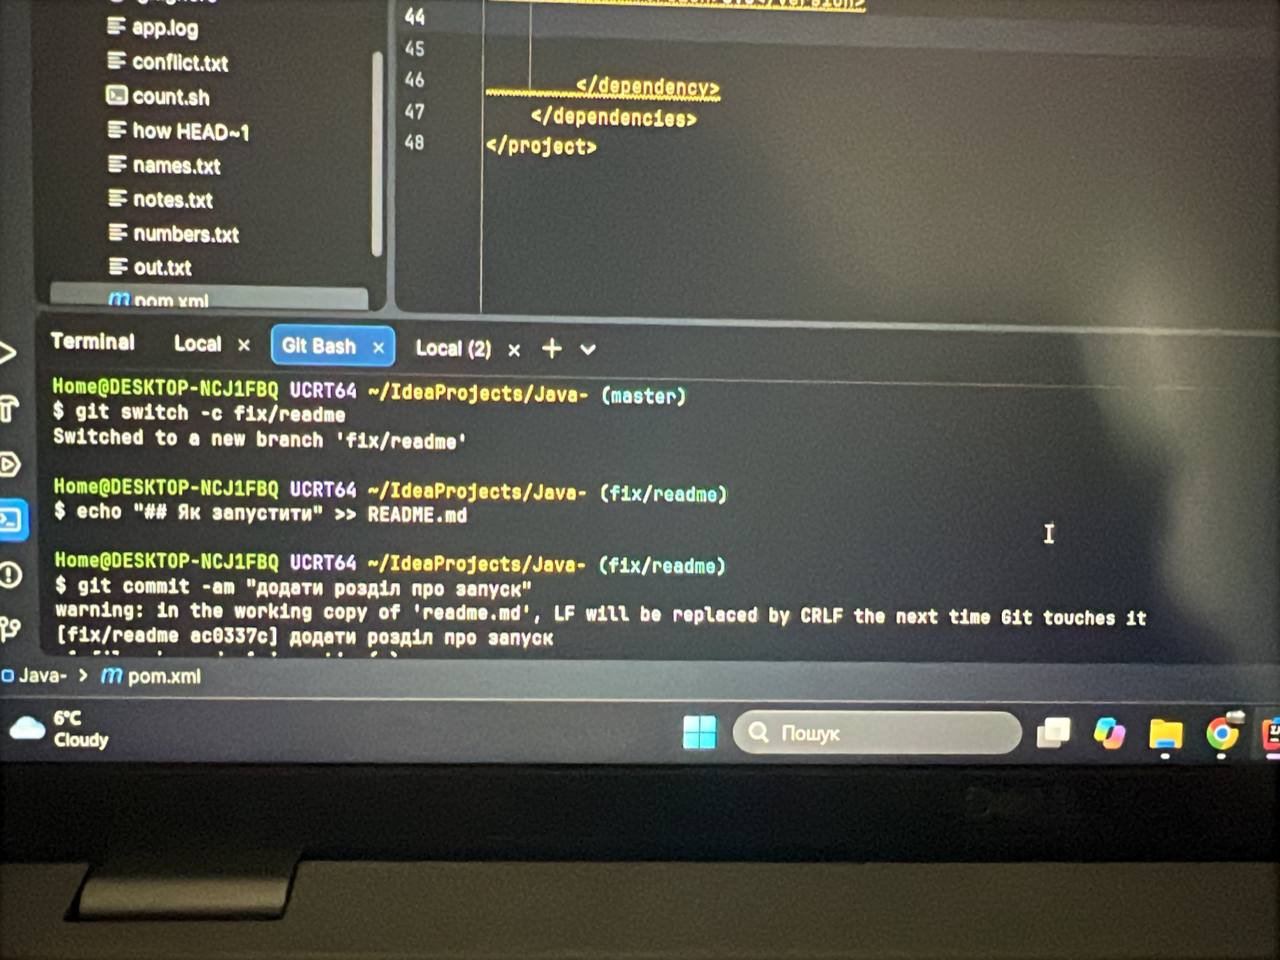 44
45
app.log
conflict.txt
count.sh
how HEAD~1
names.txt
notes.txt
numbers.txt
out.txt
pom.xml
46 </dependency>
47 </dependencies>
48 </project>
Terminal Local × Git Bash × Local (2) × +
Home@DESKTOP-NCJ1FBQ UCRT64 ~/IdeaProjects/Java- (master)
$ git switch -c fix/readme
Switched to a new branch 'fix/readme'
Home@DESKTOP-NCJ1FBQ UCRT64 ~/IdeaProjects/Java- (fix/readme)
$ echo "## Як запустити" >> README.md
Home@DESKTOP-NCJ1FBQ UCRT64 ~/IdeaProjects/Java- (fix/readme)
$ git commit -am "додати розділ про запуск"
warning: in the working copy of 'readme.md', LF will be replaced by CRLF the next time Git touches it
[fix/readme ac0337c] додати розділ про запуск
Java- > pom.xml
6°C
Cloudy
Пошук